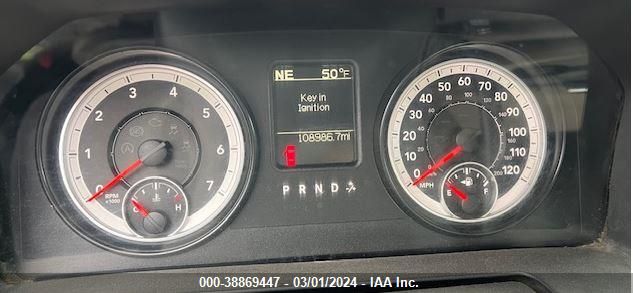 NE 50°F
Key in
Ignition
108986.7mi
P R N D
0 1 2 3 4 5 6 7
RPM
x1000
C H
0 10 20 30 40 50 60 70 80 90 100 110 120
MPH
E F
000-38869447 - 03/01/2024 - IAA Inc.